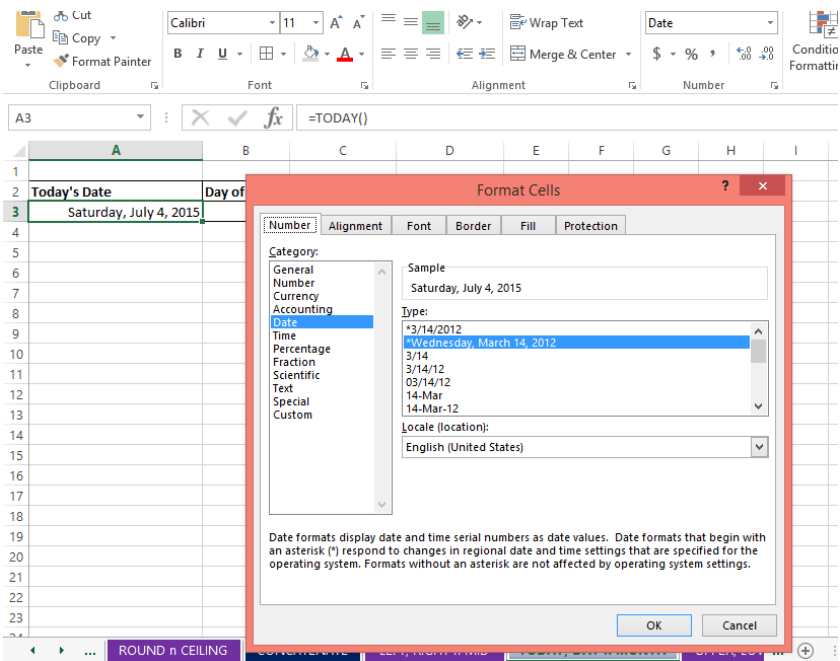 Cut
Copy
Paste
Format Painter
Clipboard
Calibri
11
A A
B I U
A
Font
Wrap Text
Merge & Center
Alignment
Date
$ % ,
.00 .00
Number
Conditio
Formattin
A3
fx
=TODAY()
A B C D E F G H I
1
2 Today's Date Day of
3 Saturday, July 4, 2015
4
5
6
7
8
9
10
11
12
13
14
15
16
17
18
19
20
21
22
23
Format Cells
?
Number Alignment Font Border Fill Protection
Category:
General
Number
Currency
Accounting
Date
Time
Percentage
Fraction
Scientific
Text
Special
Custom
Sample
Saturday, July 4, 2015
Type:
*3/14/2012
*Wednesday, March 14, 2012
3/14
3/14/12
03/14/12
14-Mar
14-Mar-12
Locale (location):
English (United States)
Date formats display date and time serial numbers as date values. Date formats that begin with
an asterisk (*) respond to changes in regional date and time settings that are specified for the
operating system. Formats without an asterisk are not affected by operating system settings.
OK Cancel
... ROUND n CEILING CONCATENATE